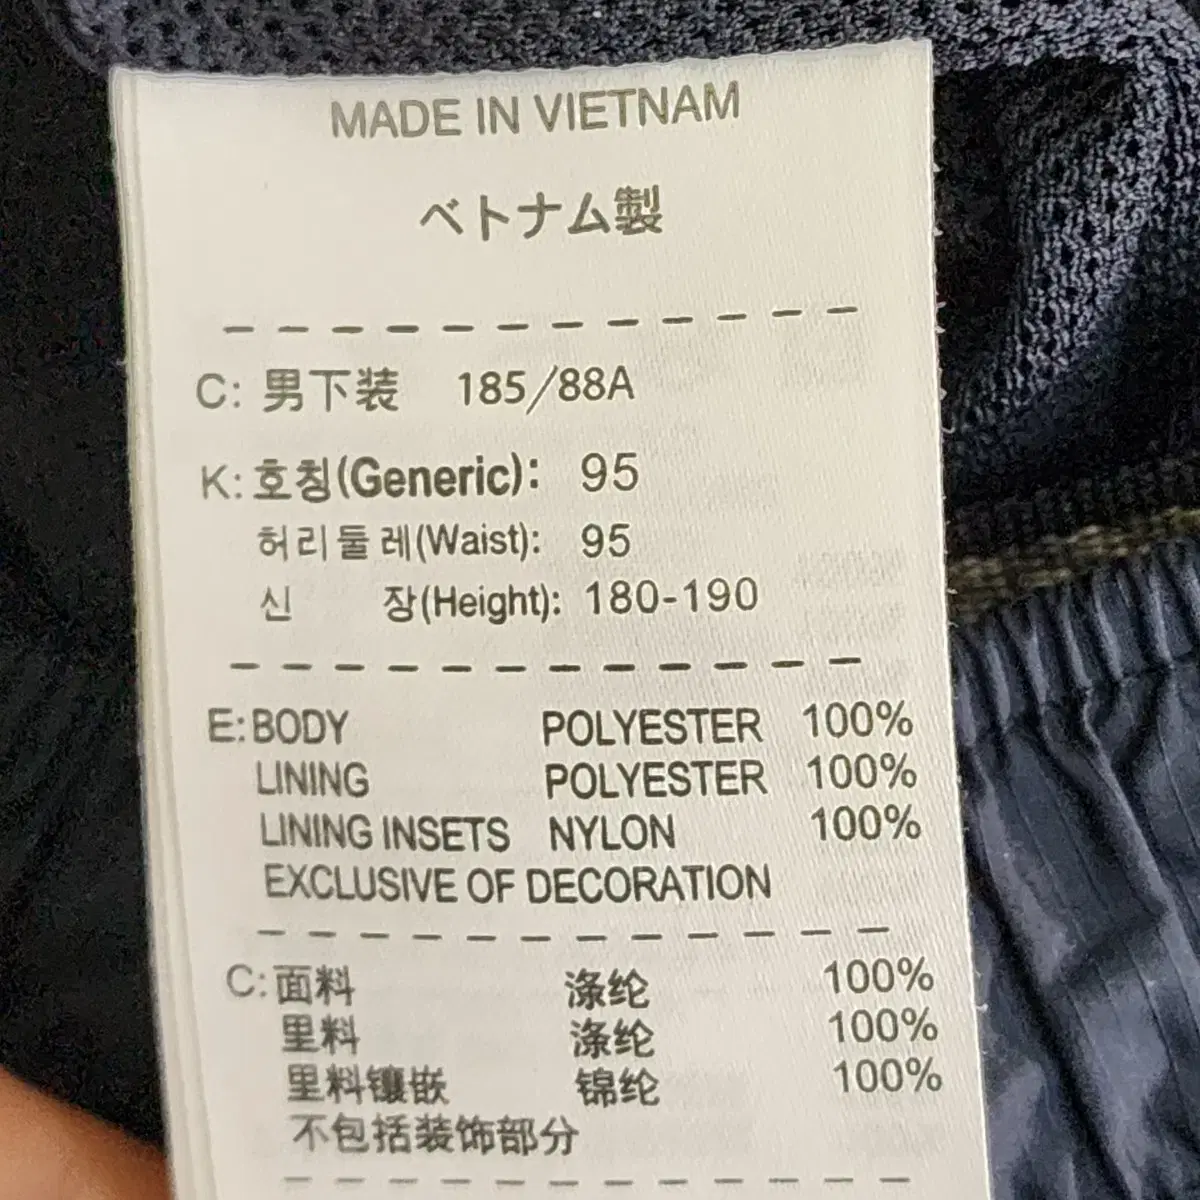 MADE IN VIETNAM
ベトナム製
C: 男下装 185/88A
K: 호칭(Generic): 95
허리둘레(Waist): 95
신 장(Height): 180-190
E: BODY POLYESTER 100%
LINING POLYESTER 100%
LINING INSETS NYLON 100%
EXCLUSIVE OF DECORATION
C: 面料 涤纶 100%
里料 涤纶 100%
里料镶嵌 锦纶 100%
不包括装饰部分